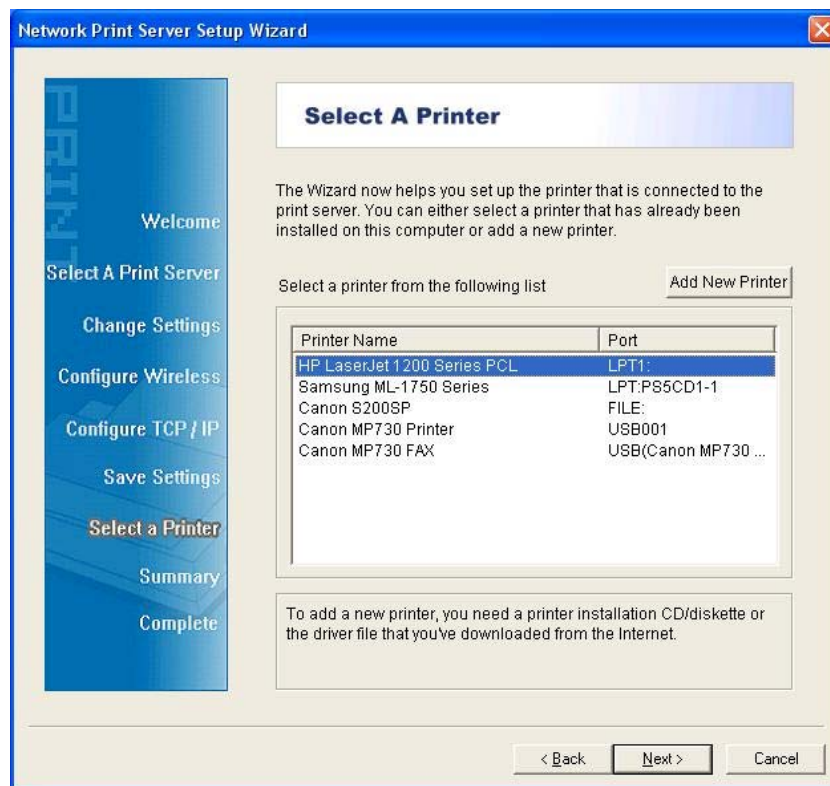 Network Print Server Setup Wizard
PRINT
Welcome
Select A Print Server
Change Settings
Configure Wireless
Configure TCP / IP
Save Settings
Select a Printer
Summary
Complete
Select A Printer
The Wizard now helps you set up the printer that is connected to the
print server. You can either select a printer that has already been
installed on this computer or add a new printer.
Select a printer from the following list
Add New Printer
Printer Name Port
HP LaserJet 1200 Series PCL LPT1:
Samsung ML-1750 Series LPT:PS5CD1-1
Canon S200SP FILE:
Canon MP730 Printer USB001
Canon MP730 FAX USB(Canon MP730 ...
To add a new printer, you need a printer installation CD/diskette or
the driver file that you've downloaded from the Internet.
< Back Next > Cancel